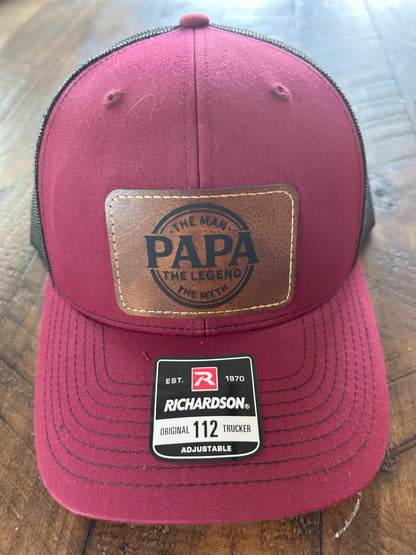 · THE MAN ·
PAPA
THE LEGEND
THE MYTH
EST. R 1970
RICHARDSON®
ORIGINAL 112 TRUCKER
ADJUSTABLE